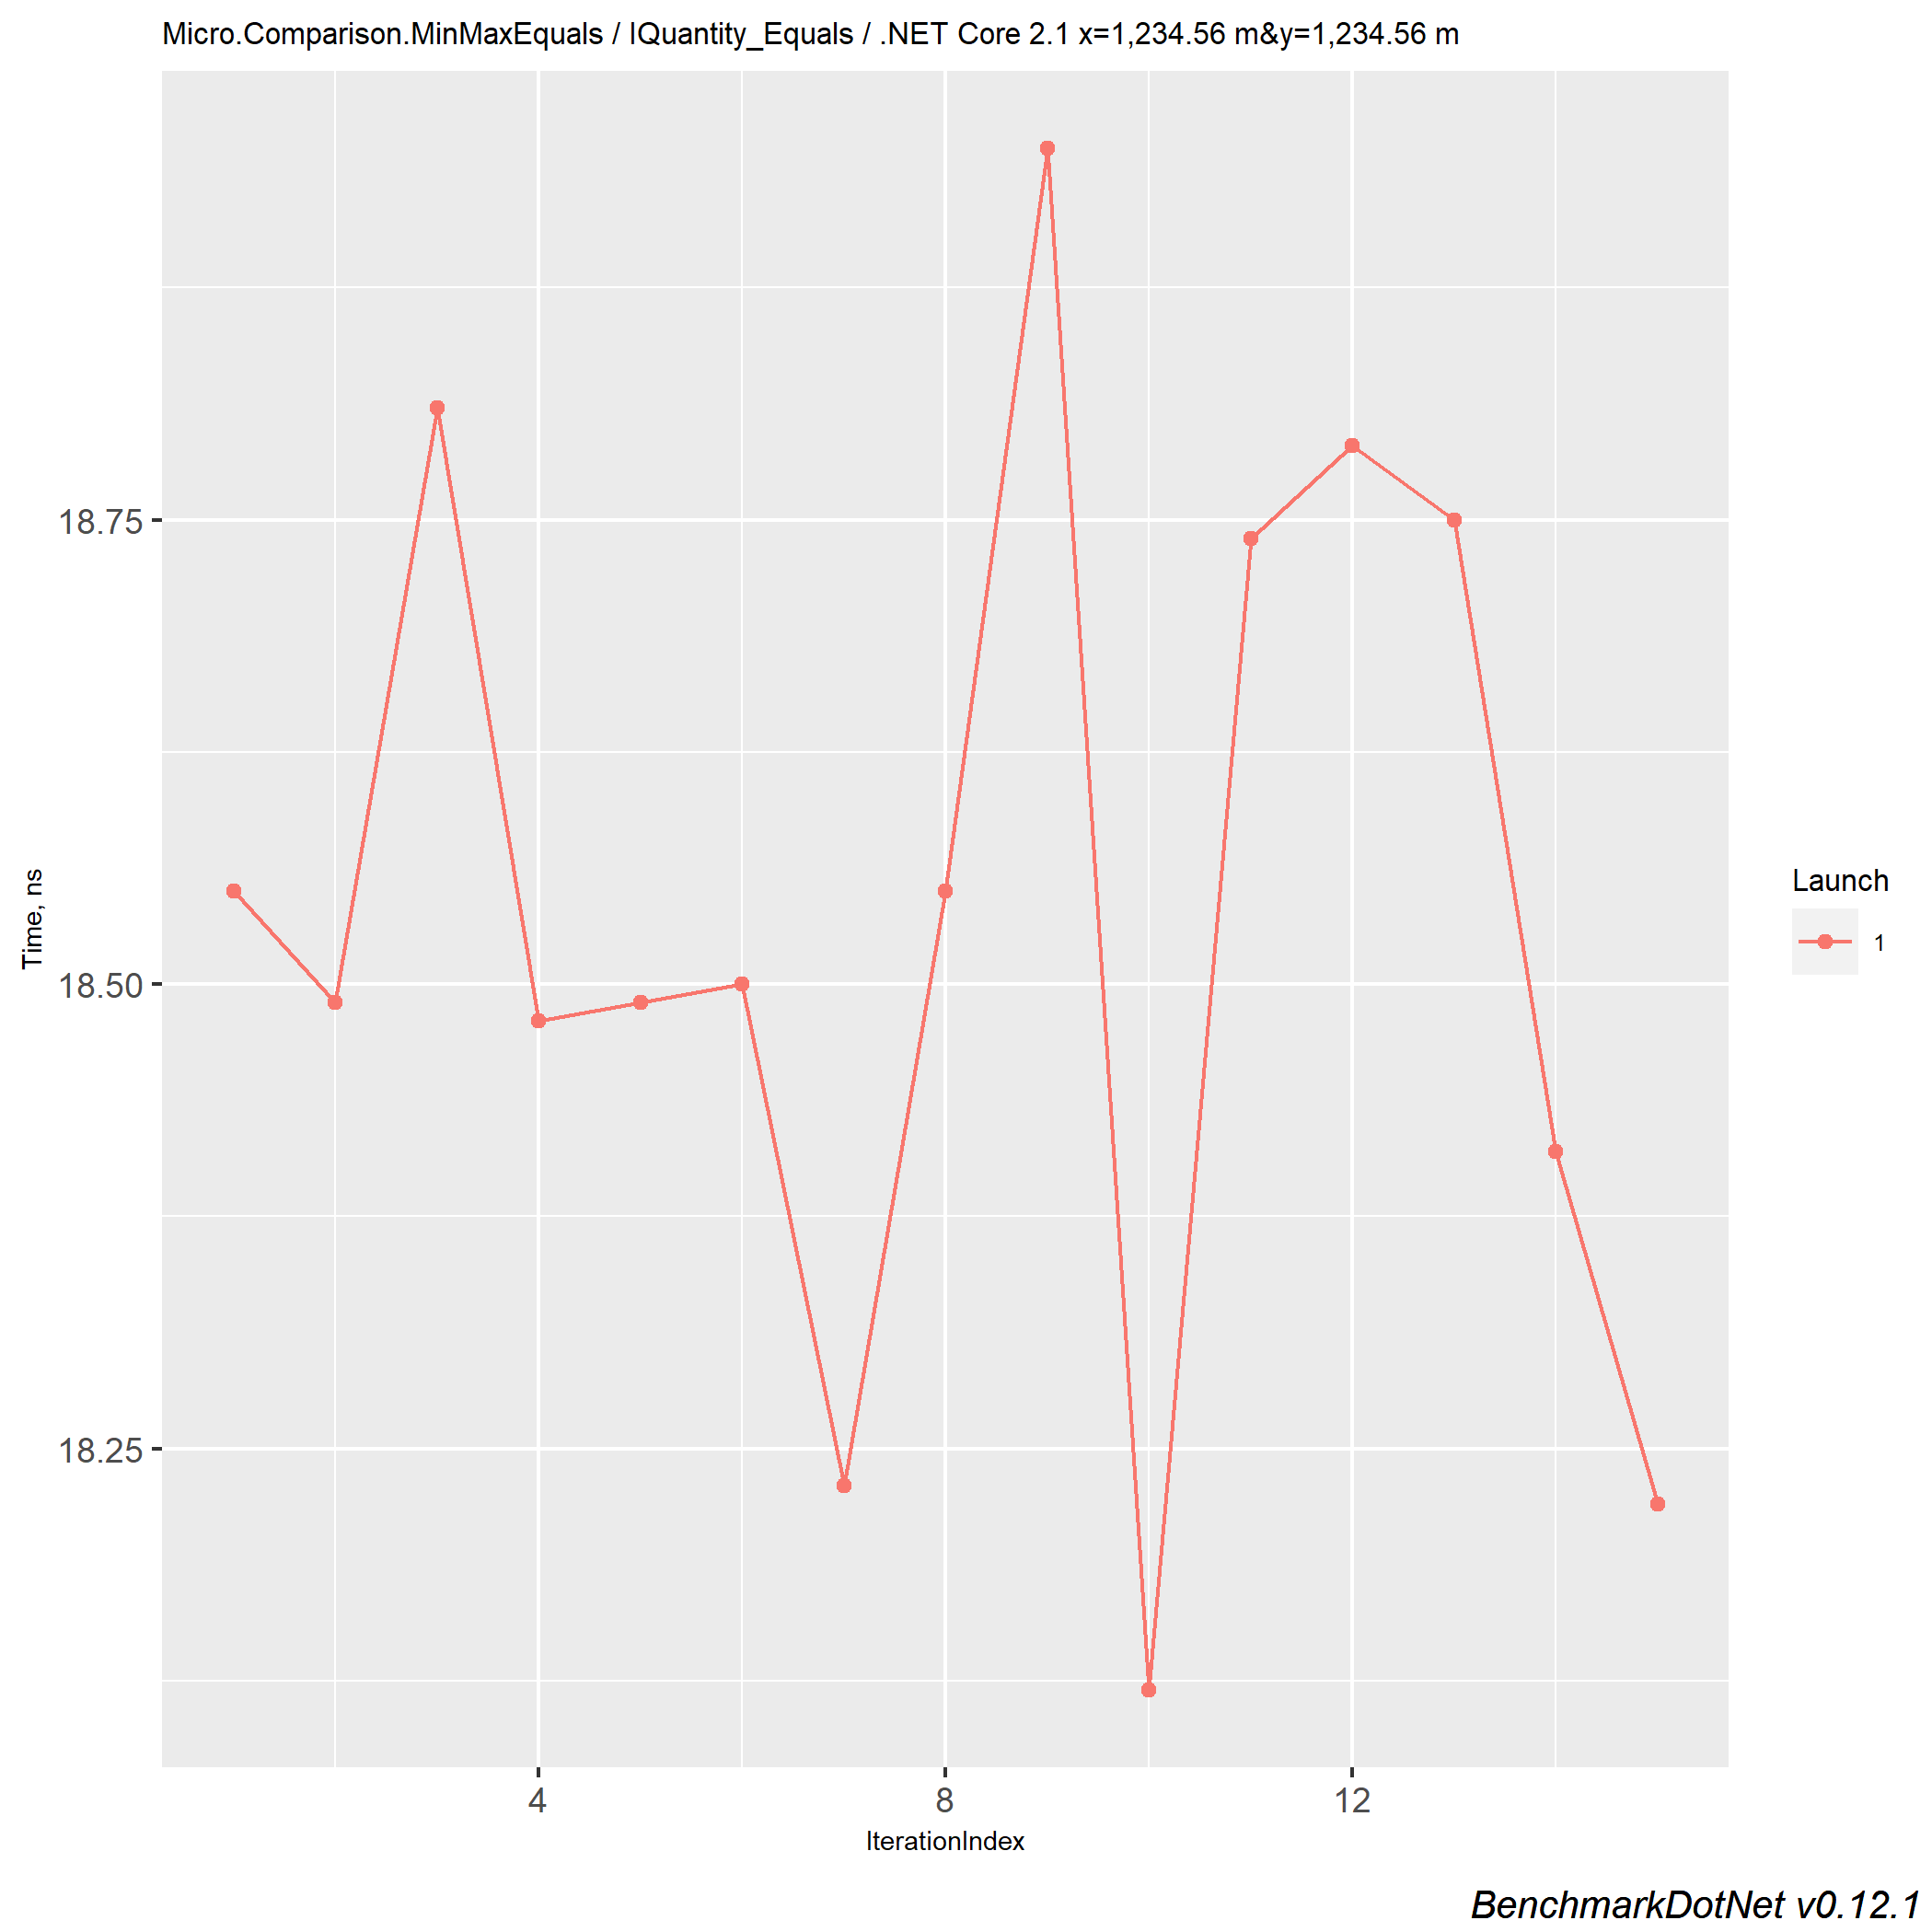 Micro.Comparison.MinMaxEquals / IQuantity_Equals / .NET Core 2.1 x=1,234.56 m&y=1,234.56 m
18.75
18.50
18.25
Time, ns
4
8
12
IterationIndex
Launch
1
BenchmarkDotNet v0.12.1